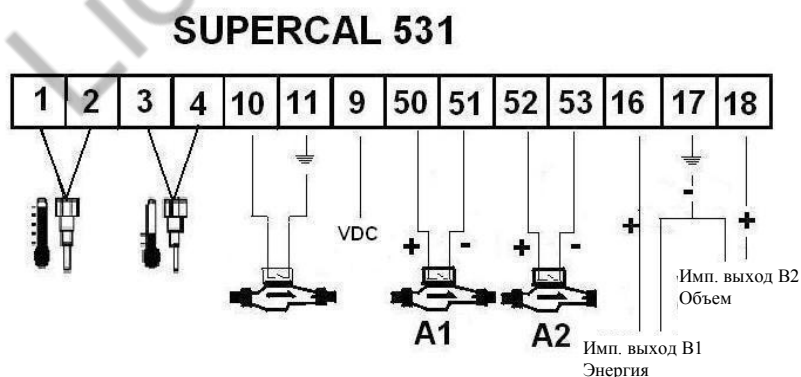 SUPERCAL 531
1 2 3 4 10 11 9 50 51 52 53 16 17 18
VDC
+ - + - + - +
A1 A2
Имп. выход В2
Объем
Имп. выход В1
Энергия